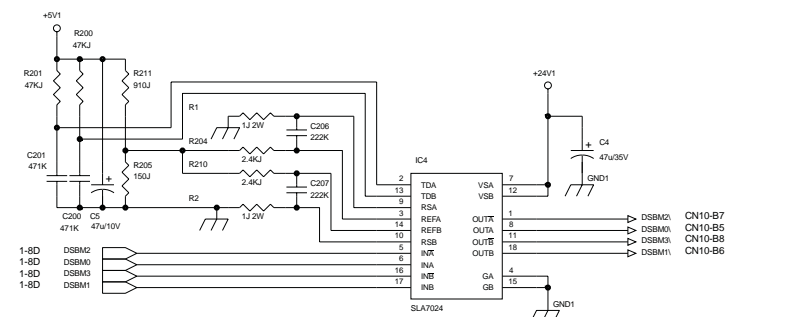 +5V1
R200
47KJ
R201
47KJ
R211
910J
+24V1
R1
1J 2W
C206
222K
R204
2.4KJ
R210
2.4KJ
C4
47u/35V
GND1
C201
471K
R205
150J
C207
222K
R2
1J 2W
C200
471K
C5
47u/10V
IC4
2 TDA VSA 7
13 TDB VSB 12
9 RSA
3 REFA OUTA 1 DSBM2\ CN10-B7
14 REFB OUTA 8 DSBM0\ CN10-B5
10 RSB OUTB 11 DSBM3\ CN10-B8
1-8D DSBM2 5 INA OUTB 18 DSBM1\ CN10-B6
1-8D DSBM0 6 INA
1-8D DSBM3 16 INB GA 4
1-8D DSBM1 17 INB GB 15
SLA7024
GND1